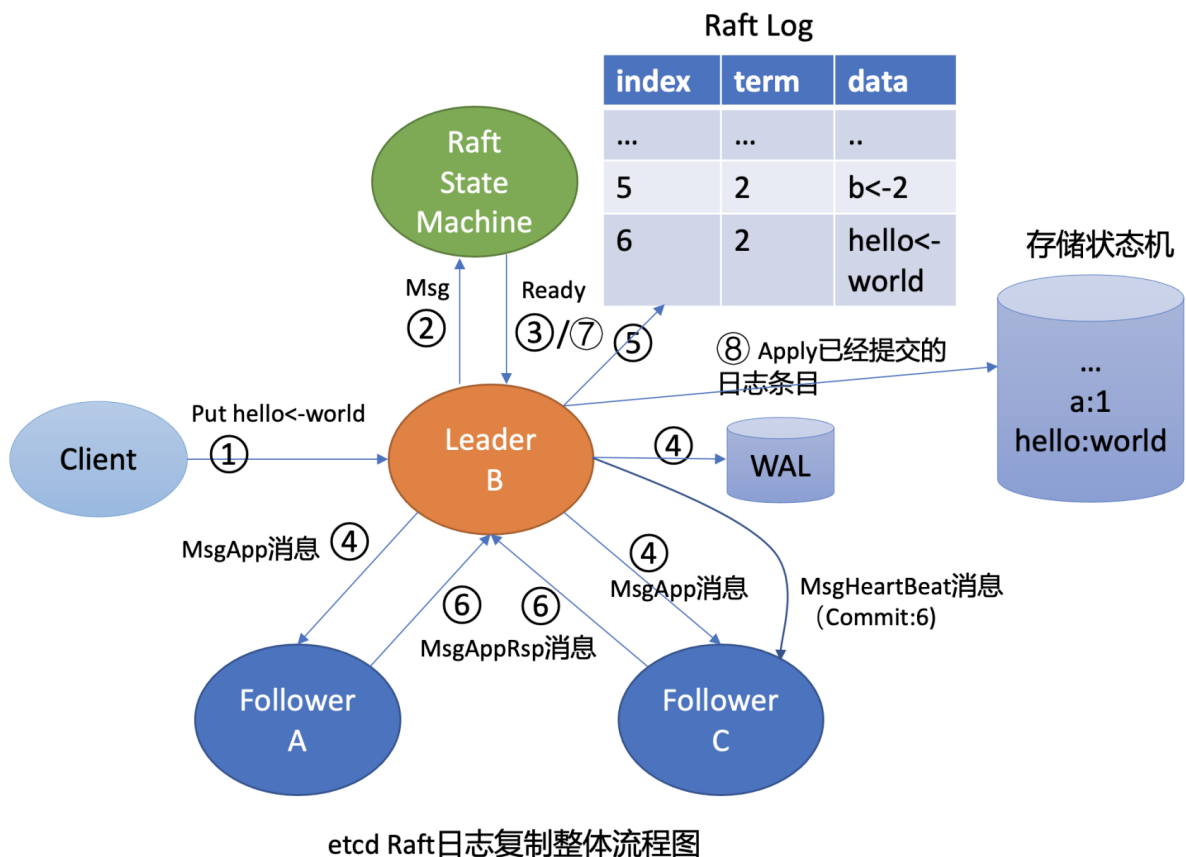 Raft Log
index term data
... ... ..
5 2 b<-2
6 2 hello<-
world
Raft
State
Machine
Msg
②
Ready
③/⑦
⑤
⑧ Apply已经提交的
日志条目
存储状态机
...
a:1
hello:world
Client
Put hello<-world
①
Leader
B
④
WAL
MsgApp消息 ④
④
MsgApp消息
⑥ ⑥
MsgAppRsp消息
MsgHeartBeat消息
（Commit:6)
Follower
A
Follower
C
etcd Raft日志复制整体流程图